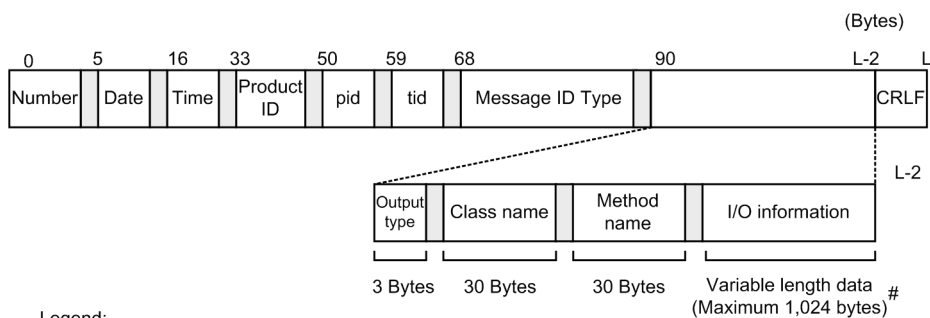 (Bytes)
0 5 16 33 50 59 68 90 L-2 L
Number Date Time Product ID pid tid Message ID Type CRLF
L-2
Output type Class name Method name I/O information
3 Bytes 30 Bytes 30 Bytes Variable length data
(Maximum 1,024 bytes) #
Legend: